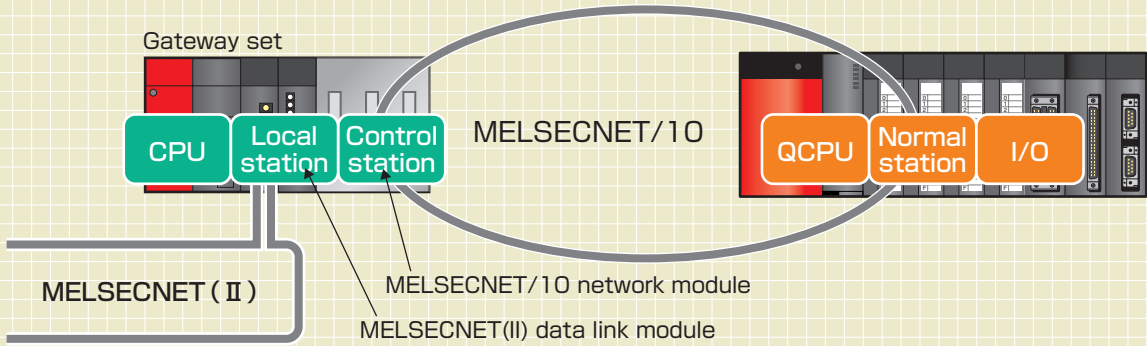 Gateway set
CPU
Local
station
Control
station
MELSECNET/10
QCPU
Normal
station
I/O
MELSECNET (Ⅱ)
MELSECNET/10 network module
MELSECNET(II) data link module